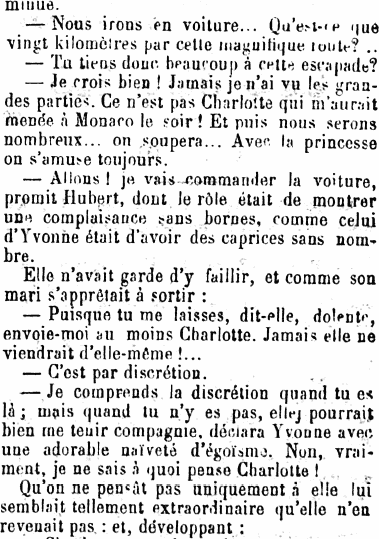 minue.
— Nous irons en voiture... Qu'est-ce que
vingt kilomètres par cette magnifique route? ..
— Tu tiens donc beaucoup à cette escapade?
— Je crois bien ! Jamais je n'ai vu les gran-
des parties. Ce n'est pas Charlotte qui m'aurait
menée à Monaco le soir ! Et puis nous serons
nombreux... on soupera... Avec la princesse
on s'amuse toujours.
— Allons ! je vais commander la voiture,
promit Hubert, dont le rôle était de montrer
une complaisance sans bornes, comme celui
d'Yvonne était d'avoir des caprices sans nom-
bre.
Elle n'avait garde d'y faillir, et comme son
mari s'apprêtait à sortir :
— Puisque tu me laisses, dit-elle, dolente,
envoie-moi au moins Charlotte. Jamais elle ne
viendrait d'elle-même !...
— C'est par discrétion.
— Je comprends la discrétion quand tu es
là ; mais quand tu n'y es pas, elle pourrait
bien me tenir compagnie, déclara Yvonne avec
une adorable naïveté d'égoïsme. Non, vrai-
ment, je ne sais à quoi pense Charlotte !
Qu'on ne pensât pas uniquement à elle lui
semblait tellement extraordinaire qu'elle n'en
revenait pas : et, développant :